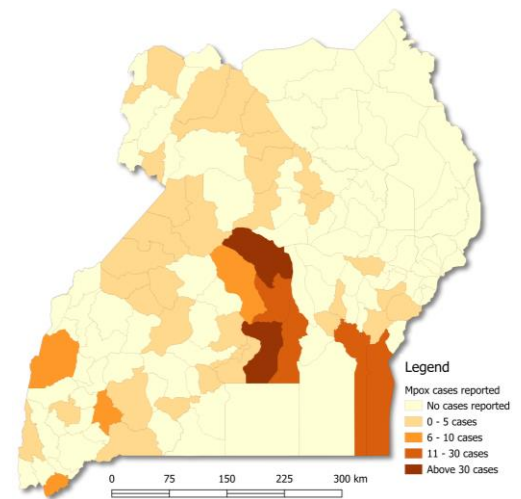 Legend
Mpox cases reported
No cases reported
0 - 5 cases
6 - 10 cases
11 - 30 cases
Above 30 cases
0 75 150 225 300 km